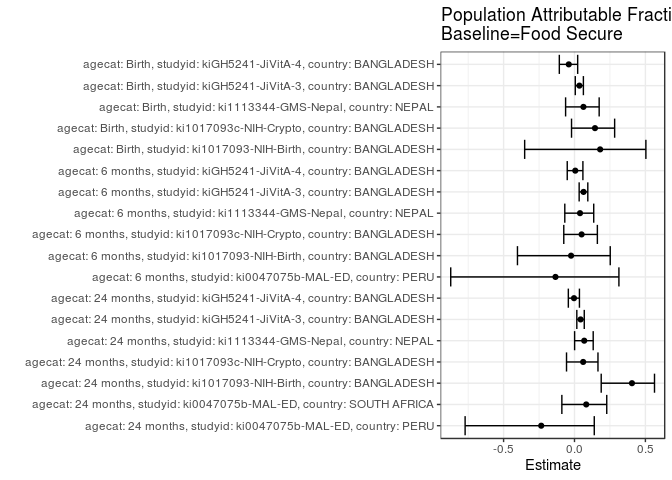 Population Attributable Fracti
Baseline=Food Secure
agecat: Birth, studyid: kiGH5241-JiVitA-4, country: BANGLADESH
agecat: Birth, studyid: kiGH5241-JiVitA-3, country: BANGLADESH
agecat: Birth, studyid: ki1113344-GMS-Nepal, country: NEPAL
agecat: Birth, studyid: ki1017093c-NIH-Crypto, country: BANGLADESH
agecat: Birth, studyid: ki1017093-NIH-Birth, country: BANGLADESH
agecat: 6 months, studyid: kiGH5241-JiVitA-4, country: BANGLADESH
agecat: 6 months, studyid: kiGH5241-JiVitA-3, country: BANGLADESH
agecat: 6 months, studyid: ki1113344-GMS-Nepal, country: NEPAL
agecat: 6 months, studyid: ki1017093c-NIH-Crypto, country: BANGLADESH
agecat: 6 months, studyid: ki1017093-NIH-Birth, country: BANGLADESH
agecat: 6 months, studyid: ki0047075b-MAL-ED, country: PERU
agecat: 24 months, studyid: kiGH5241-JiVitA-4, country: BANGLADESH
agecat: 24 months, studyid: kiGH5241-JiVitA-3, country: BANGLADESH
agecat: 24 months, studyid: ki1113344-GMS-Nepal, country: NEPAL
agecat: 24 months, studyid: ki1017093c-NIH-Crypto, country: BANGLADESH
agecat: 24 months, studyid: ki1017093-NIH-Birth, country: BANGLADESH
agecat: 24 months, studyid: ki0047075b-MAL-ED, country: SOUTH AFRICA
agecat: 24 months, studyid: ki0047075b-MAL-ED, country: PERU
-0.5 0.0 0.5
Estimate